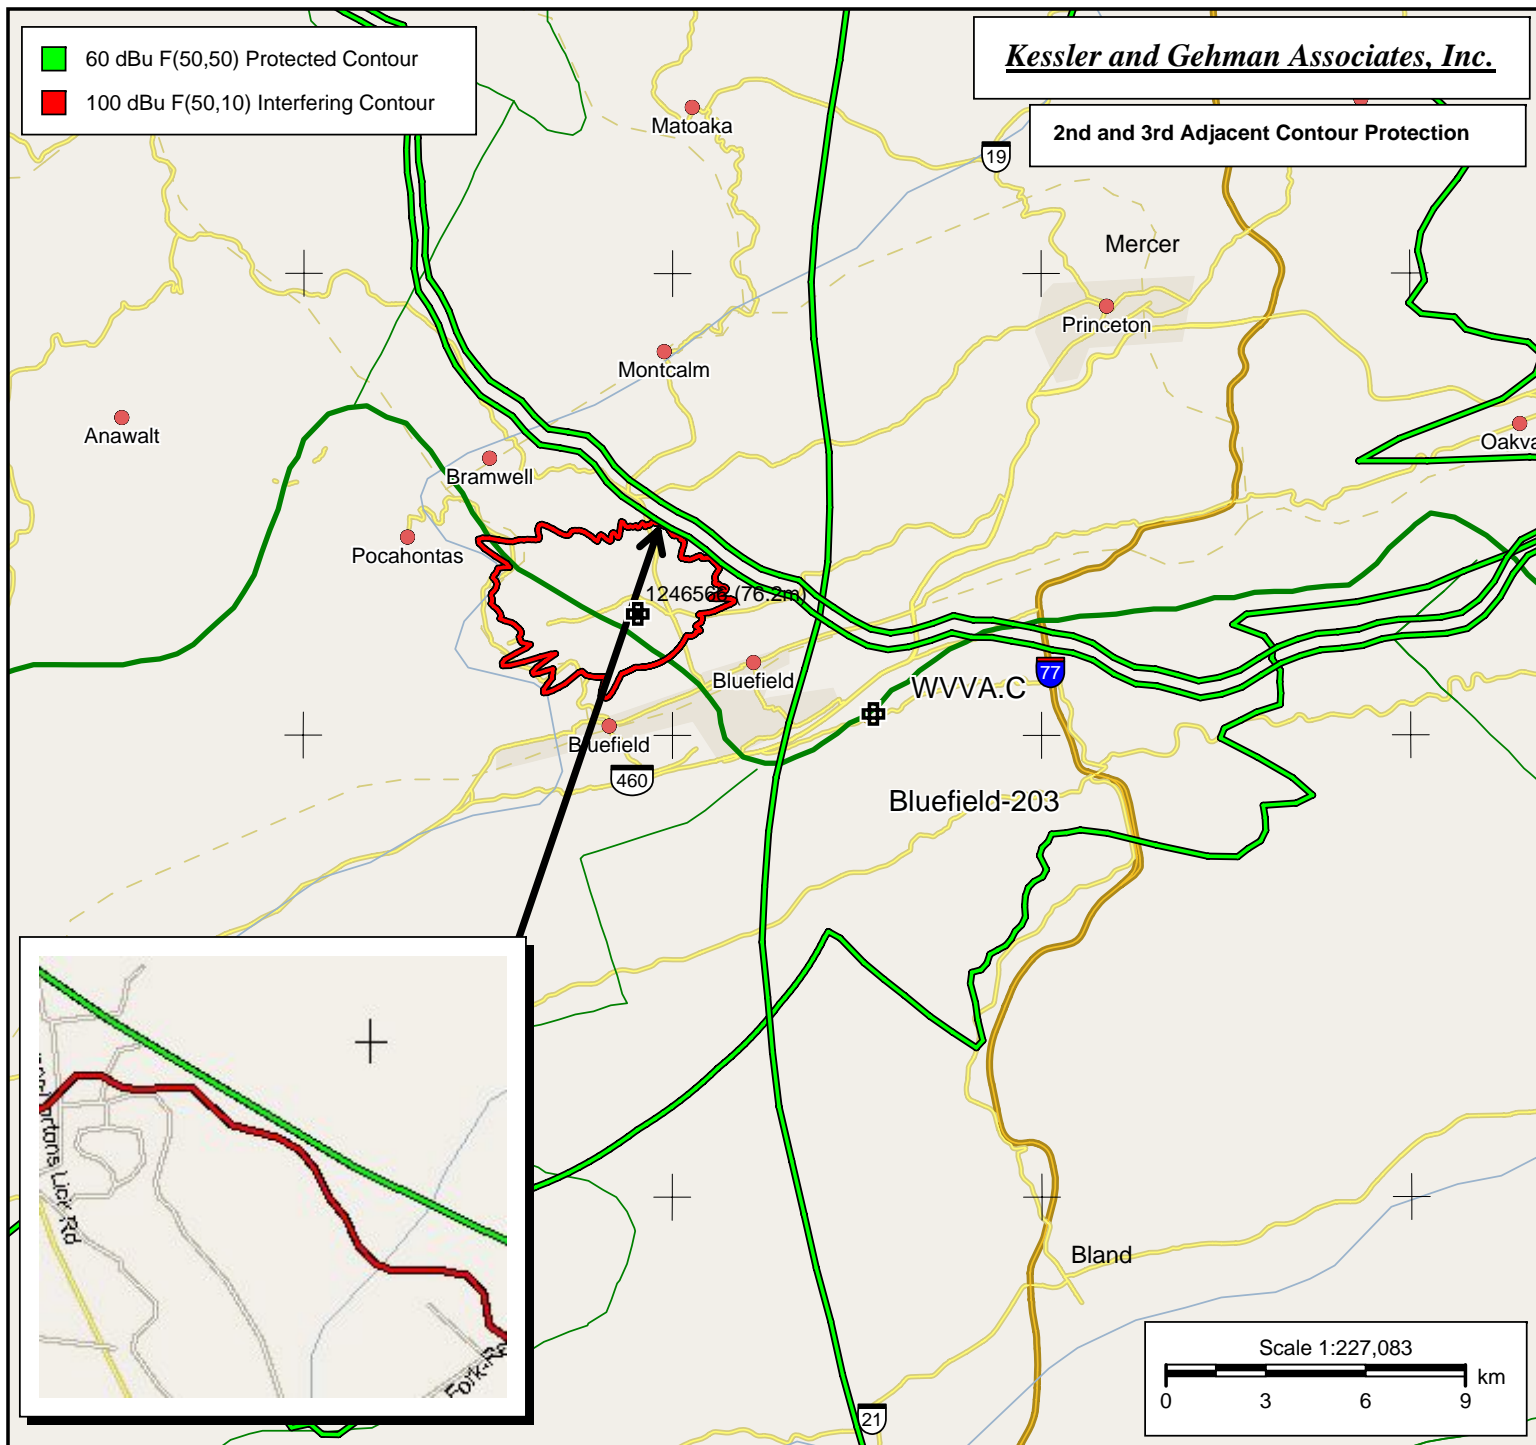 60 dBu F(50,50) Protected Contour
100 dBu F(50,10) Interfering Contour
Kessler and Gehman Associates, Inc.
2nd and 3rd Adjacent Contour Protection
Matoaka
19
Mercer
Princeton
Montcalm
Anawalt
Oakva
Bramwell
Pocahontas
(76.2m)
Bluefield
77
WVVA.C
Bluefield
460
Bluefield-203
Lick Rd
Bland
Scale 1:227,083
km
0 3 6 9
21